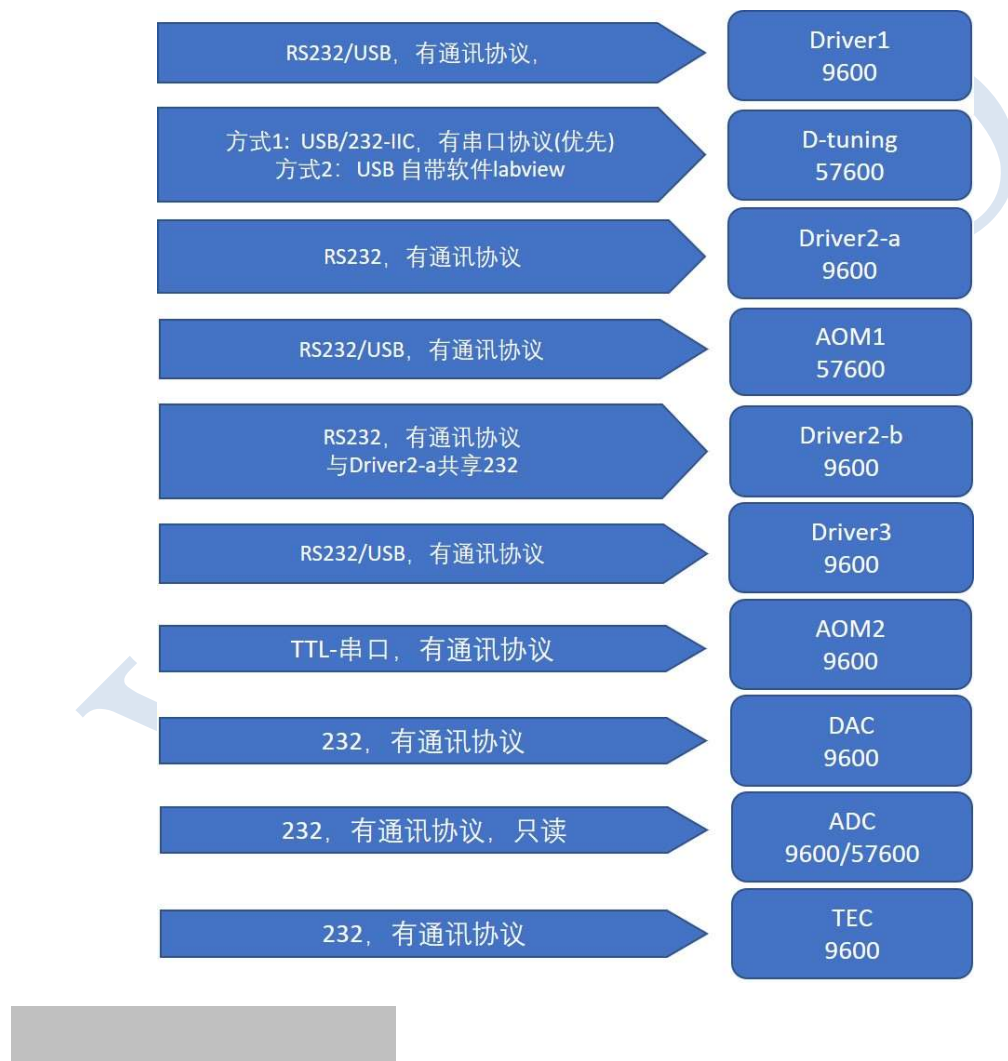 RS232/USB，有通讯协议，
Driver1
9600
方式1：USB/232-IIC，有串口协议(优先)
方式2：USB 自带软件labview
D-tuning
57600
RS232，有通讯协议
Driver2-a
9600
RS232/USB，有通讯协议
AOM1
57600
RS232，有通讯协议
与Driver2-a共享232
Driver2-b
9600
RS232/USB，有通讯协议
Driver3
9600
TTL-串口，有通讯协议
AOM2
9600
232，有通讯协议
DAC
9600
232，有通讯协议，只读
ADC
9600/57600
232，有通讯协议
TEC
9600